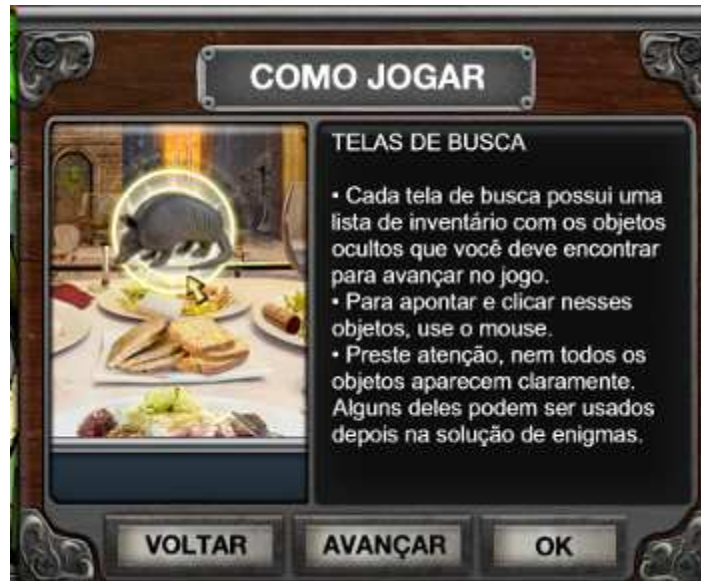 COMO JOGAR
TELAS DE BUSCA
• Cada tela de busca possui uma
lista de inventário com os objetos
ocultos que você deve encontrar
para avançar no jogo.
• Para apontar e clicar nesses
objetos, use o mouse.
• Preste atenção, nem todos os
objetos aparecem claramente.
Alguns deles podem ser usados
depois na solução de enigmas.
VOLTAR
AVANÇAR
OK